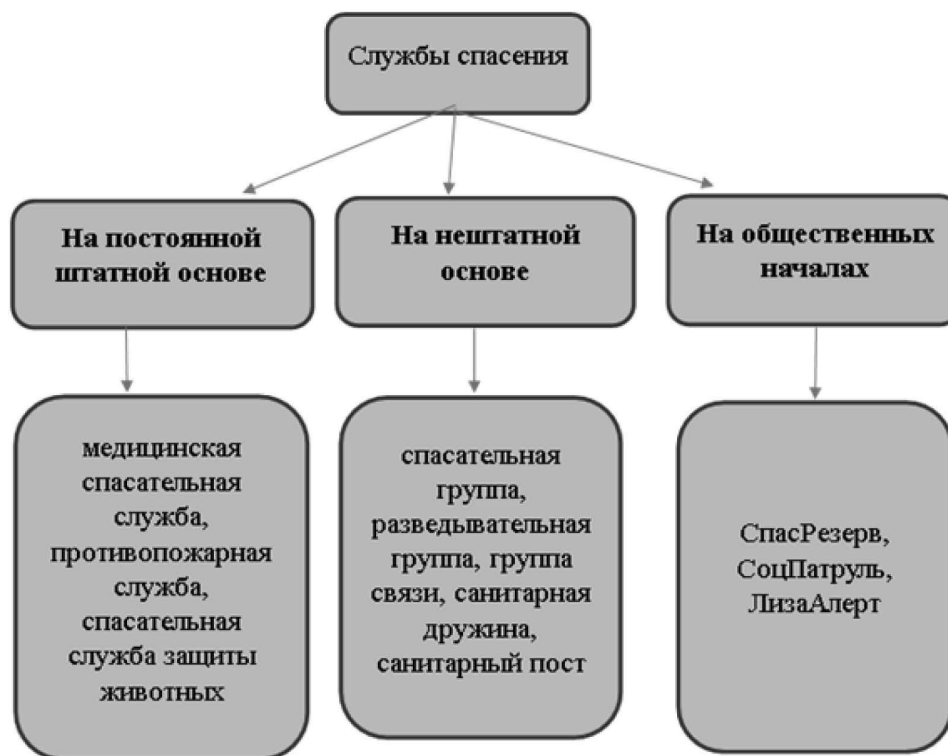 Службы спасения
На постоянной
штатной основе
На нештатной
основе
На общественных
началах
медицинская
спасательная
служба,
противопожарная
служба,
спасательная
служба защиты
животных
спасательная
группа,
разведывательная
группа, группа
связи, санитарная
дружина,
санитарный пост
СпасРезерв,
СоцПатруль,
ЛизаАлерт